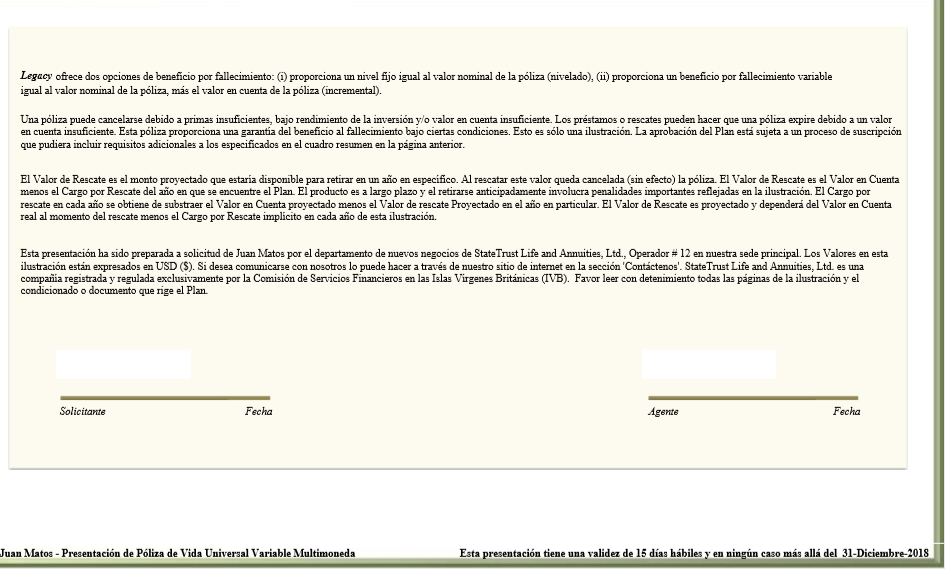 Legacy ofrece dos opciones de beneficio por fallecimiento: (i) proporciona un nivel fijo igual al valor nominal de la póliza (nivelado), (ii) proporciona un beneficio por fallecimiento variable
igual al valor nominal de la póliza, más el valor en cuenta de la póliza (incremental).
Una póliza puede cancelarse debido a primas insuficientes, bajo rendimiento de la inversión y/o valor en cuenta insuficiente. Los préstamos o rescates pueden hacer que una póliza expire debido a un valor
en cuenta insuficiente. Esta póliza proporciona una garantía del beneficio al fallecimiento bajo ciertas condiciones. Esto es sólo una ilustración. La aprobación del Plan está sujeta a un proceso de suscripción
que pudiera incluir requisitos adicionales a los especificados en el cuadro resumen en la página anterior.
El Valor de Rescate es el monto proyectado que estaría disponible para retirar en un año en específico. Al rescatar este valor queda cancelada (sin efecto) la póliza. El Valor de Rescate es el Valor en Cuenta
menos el Cargo por Rescate del año en que se encuentre el Plan. El producto es a largo plazo y el retirarse anticipadamente involucra penalidades importantes reflejadas en la ilustración. El Cargo por
rescate en cada año se obtiene de substraer el Valor en Cuenta proyectado menos el Valor de rescate Proyectado en el año en particular. El Valor de Rescate es proyectado y dependerá del Valor en Cuenta
real al momento del rescate menos el Cargo por Rescate implícito en cada año de esta ilustración.
Esta presentación ha sido preparada a solicitud de Juan Matos por el departamento de nuevos negocios de StateTrust Life and Annuities, Ltd., Operador # 12 en nuestra sede principal. Los Valores en esta
ilustración están expresados en USD ($). Si desea comunicarse con nosotros lo puede hacer a través de nuestro sitio de internet en la sección 'Contáctenos'. StateTrust Life and Annuities, Ltd. es una
compañía registrada y regulada exclusivamente por la Comisión de Servicios Financieros en las Islas Vírgenes Británicas (IVB). Favor leer con detenimiento todas las páginas de la ilustración y el
condicionado o documento que rige el Plan.
Solicitante Fecha Agente Fecha
Juan Matos - Presentación de Póliza de Vida Universal Variable Multimoneda Esta presentación tiene una validez de 15 días hábiles y en ningún caso más allá del 31-Diciembre-2018